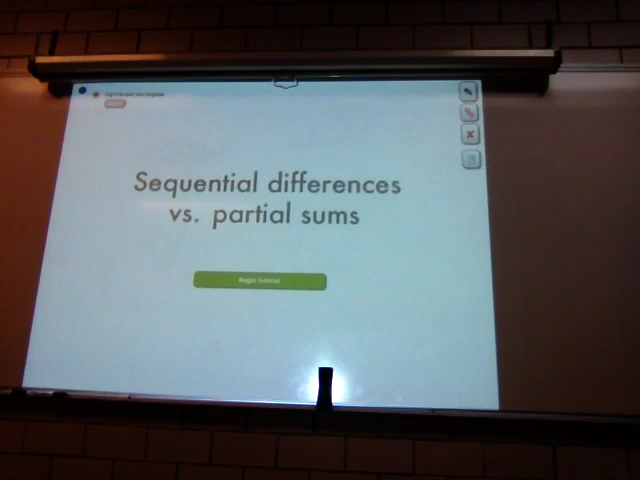 Sequential differences
vs. partial sums
Begin tutorial